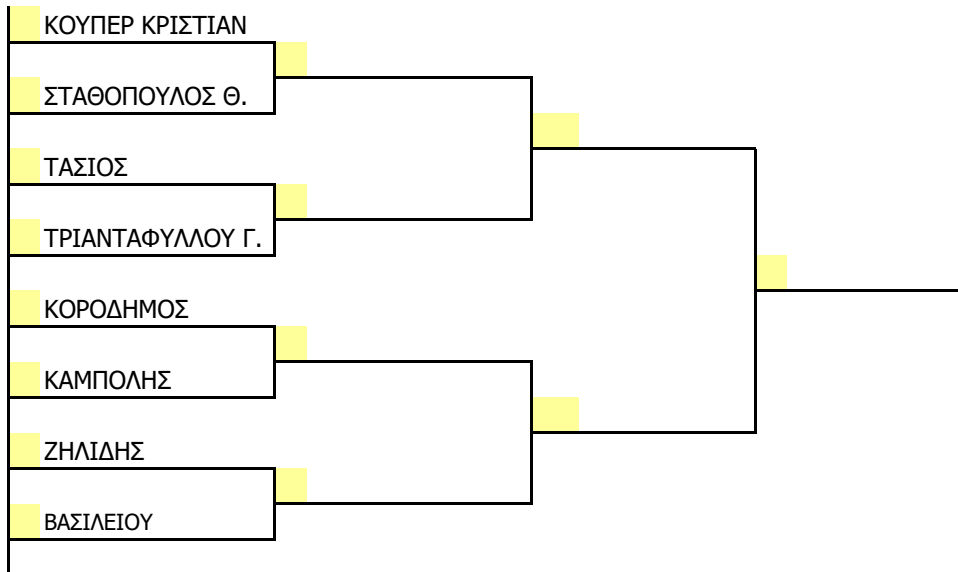 ΚΟΥΠΕΡ ΚΡΙΣΤΙΑΝ
ΣΤΑΘΟΠΟΥΛΟΣ Θ.
ΤΑΣΙΟΣ
ΤΡΙΑΝΤΑΦΥΛΛΟΥ Γ.
ΚΟΡΟΔΗΜΟΣ
ΚΑΜΠΟΛΗΣ
ΖΗΛΙΔΗΣ
ΒΑΣΙΛΕΙΟΥ